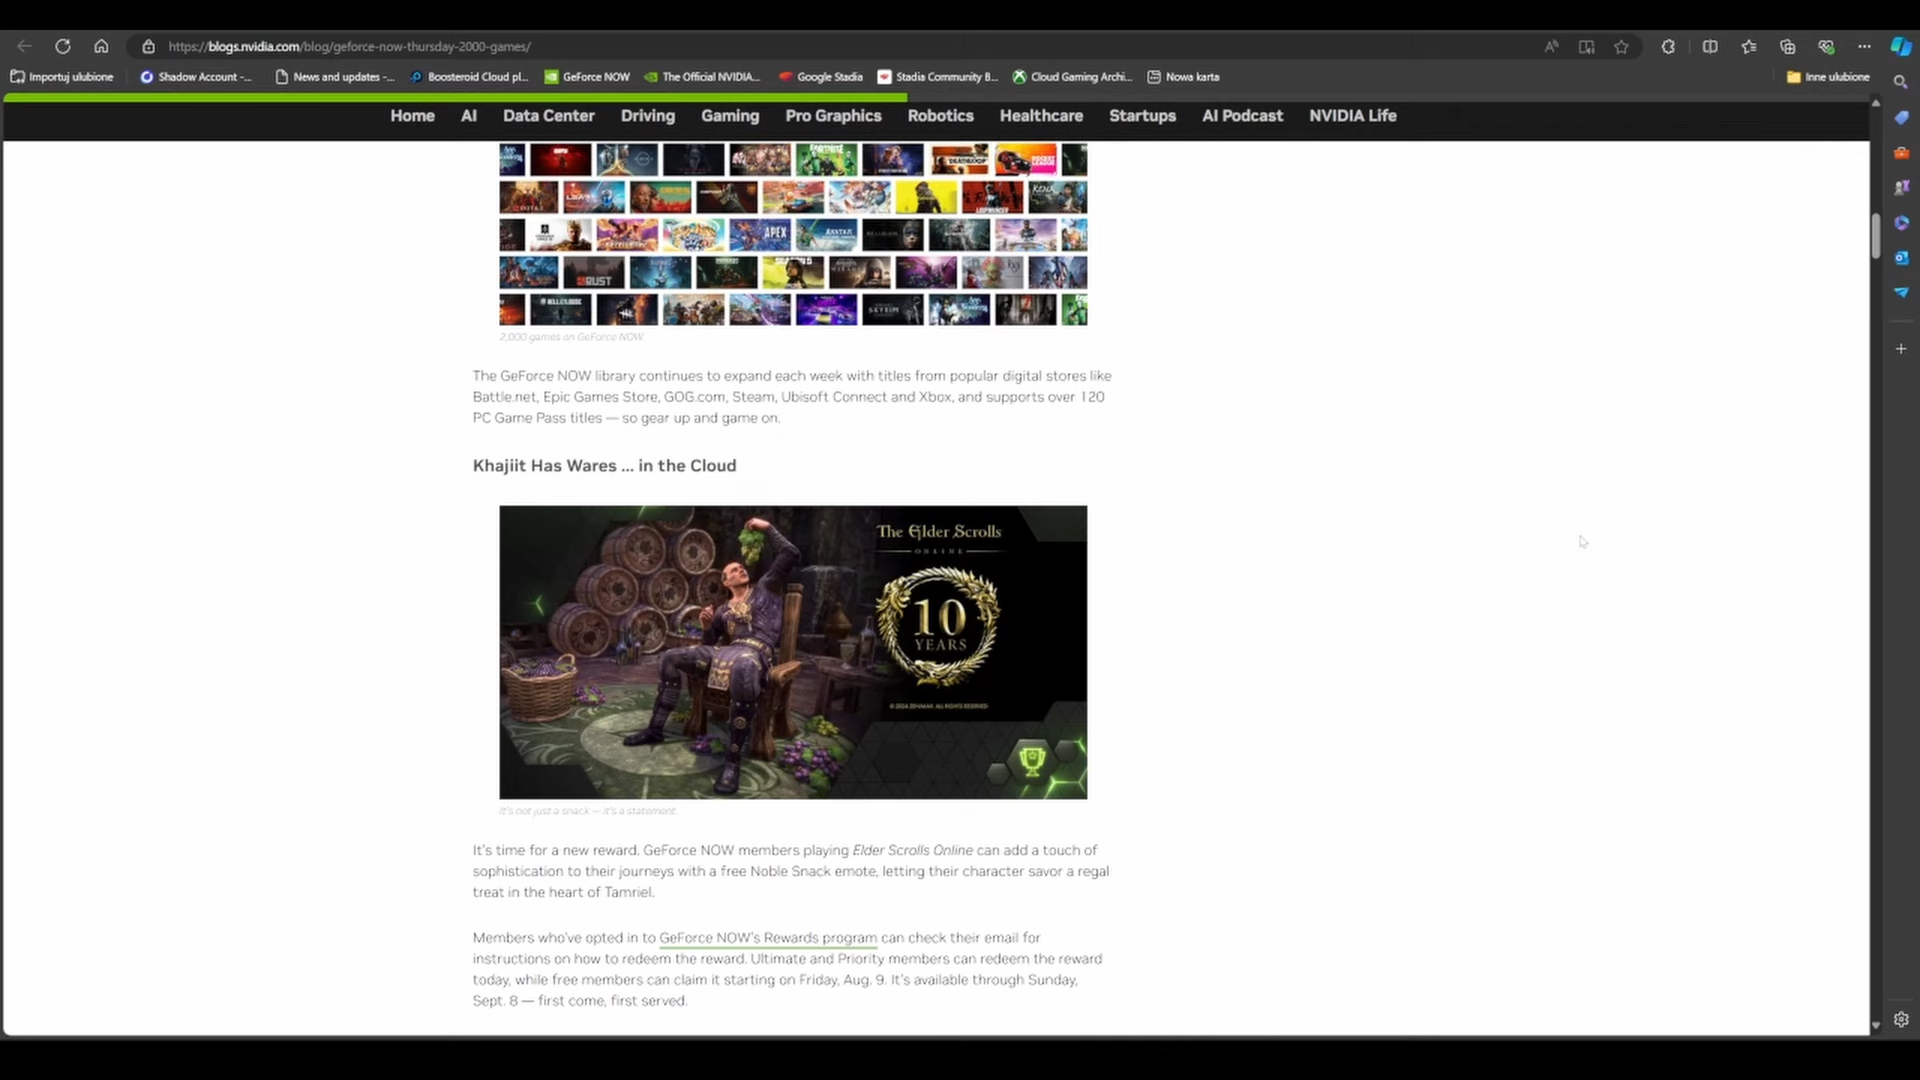 https://blogs.nvidia.com/blog/geforce-now-thursday-2000-games/
Importuj ulubione
Shadow Account -...
News and updates -...
Boosteroid Cloud pl...
GeForce NOW
The Official NVIDIA...
Google Stadia
Stadia Community B...
Cloud Gaming Archi...
Nowa karta
Inne ulubione
Home AI Data Center Driving Gaming Pro Graphics Robotics Healthcare Startups AI Podcast NVIDIA Life
APEX
AVATAR
RUST
SKYRIM
2,000 games on GeForce NOW
The GeForce NOW library continues to expand each week with titles from popular digital stores like
Battle.net, Epic Games Store, GOG.com, Steam, Ubisoft Connect and Xbox, and supports over 120
PC Game Pass titles — so gear up and game on.
Khajiit Has Wares ... in the Cloud
The Elder Scrolls
ONLINE
10
YEARS
© 2024 ZENIMAX. ALL RIGHTS RESERVED.
It's not just a snack — it's a statement.
It's time for a new reward. GeForce NOW members playing Elder Scrolls Online can add a touch of
sophistication to their journeys with a free Noble Snack emote, letting their character savor a regal
treat in the heart of Tamriel.
Members who've opted in to GeForce NOW's Rewards program can check their email for
instructions on how to redeem the reward. Ultimate and Priority members can redeem the reward
today, while free members can claim it starting on Friday, Aug. 9. It's available through Sunday,
Sept. 8 — first come, first served.